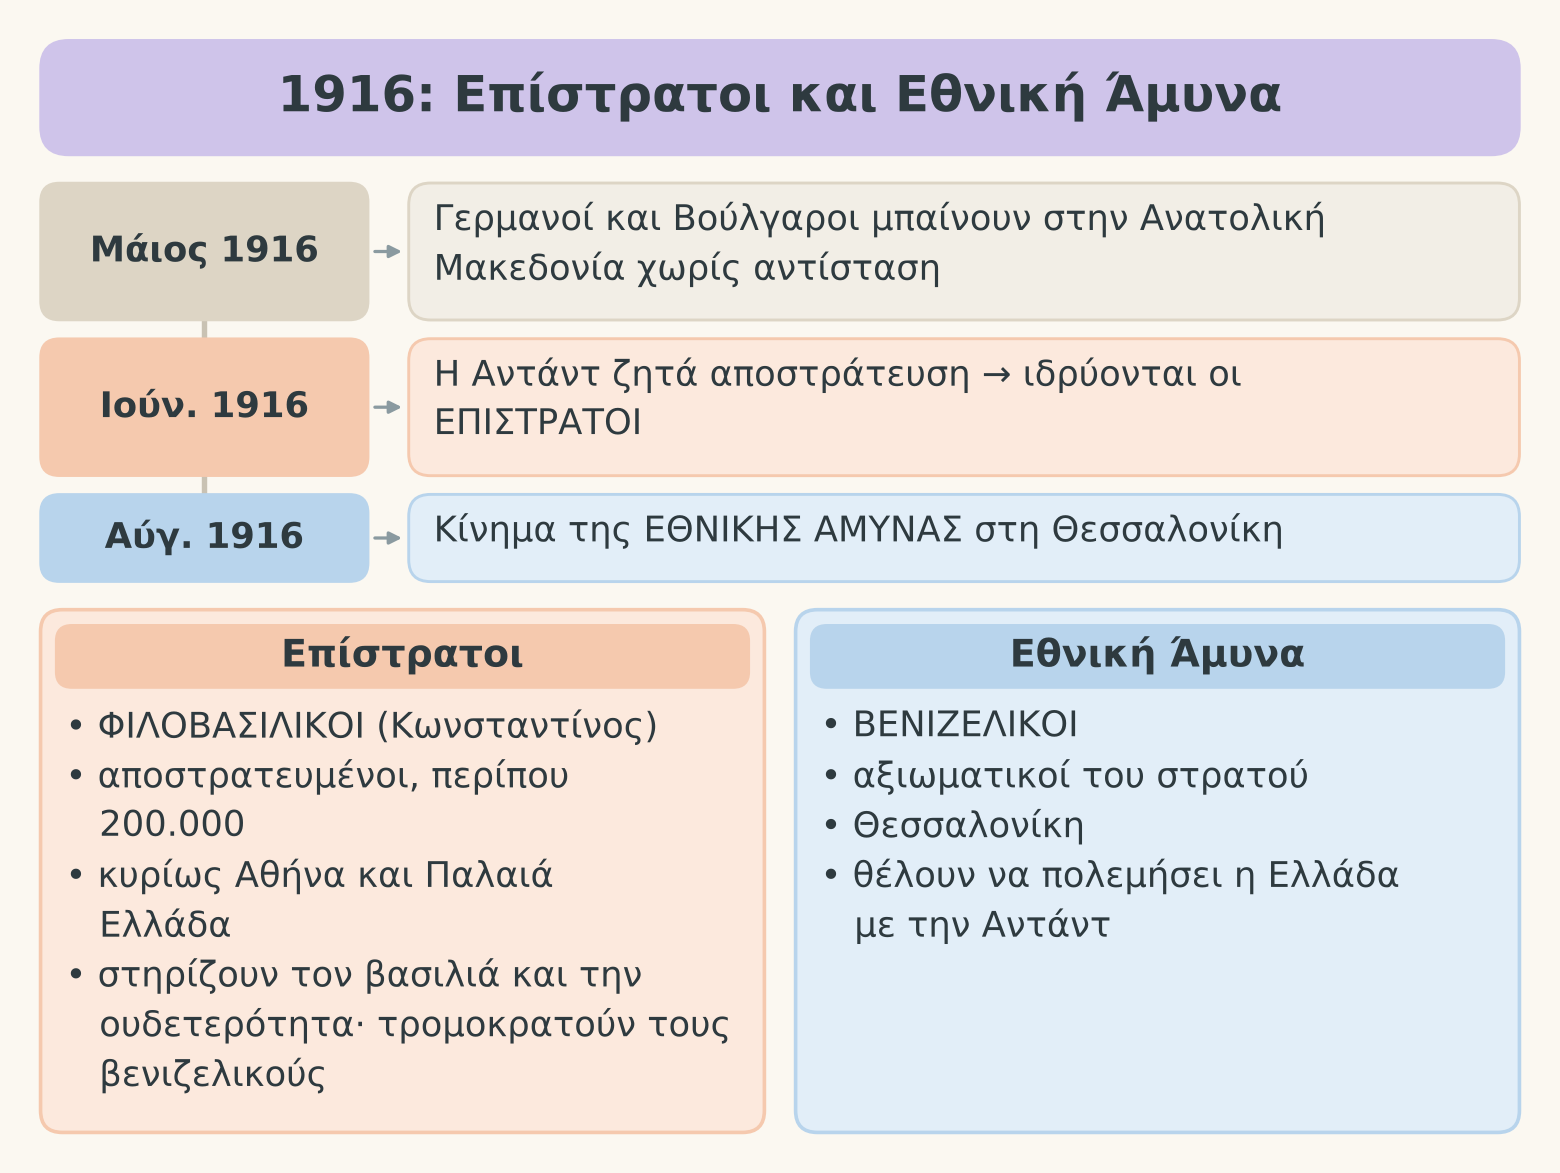 1916: Επίστρατοι και Εθνική Άμυνα
Μάιος 1916
Γερμανοί και Βούλγαροι μπαίνουν στην Ανατολική
Μακεδονία χωρίς αντίσταση
Ιούν. 1916
Η Αντάντ ζητά αποστράτευση → ιδρύονται οι
ΕΠΙΣΤΡΑΤΟΙ
Αύγ. 1916
Κίνημα της ΕΘΝΙΚΗΣ ΑΜΥΝΑΣ στη Θεσσαλονίκη
Επίστρατοι
• ΦΙΛΟΒΑΣΙΛΙΚΟΙ (Κωνσταντίνος)
• αποστρατευμένοι, περίπου
200.000
• κυρίως Αθήνα και Παλαιά
Ελλάδα
• στηρίζουν τον βασιλιά και την
ουδετερότητα· τρομοκρατούν τους
βενιζελικούς
Εθνική Άμυνα
• ΒΕΝΙΖΕΛΙΚΟΙ
• αξιωματικοί του στρατού
• Θεσσαλονίκη
• θέλουν να πολεμήσει η Ελλάδα
με την Αντάντ